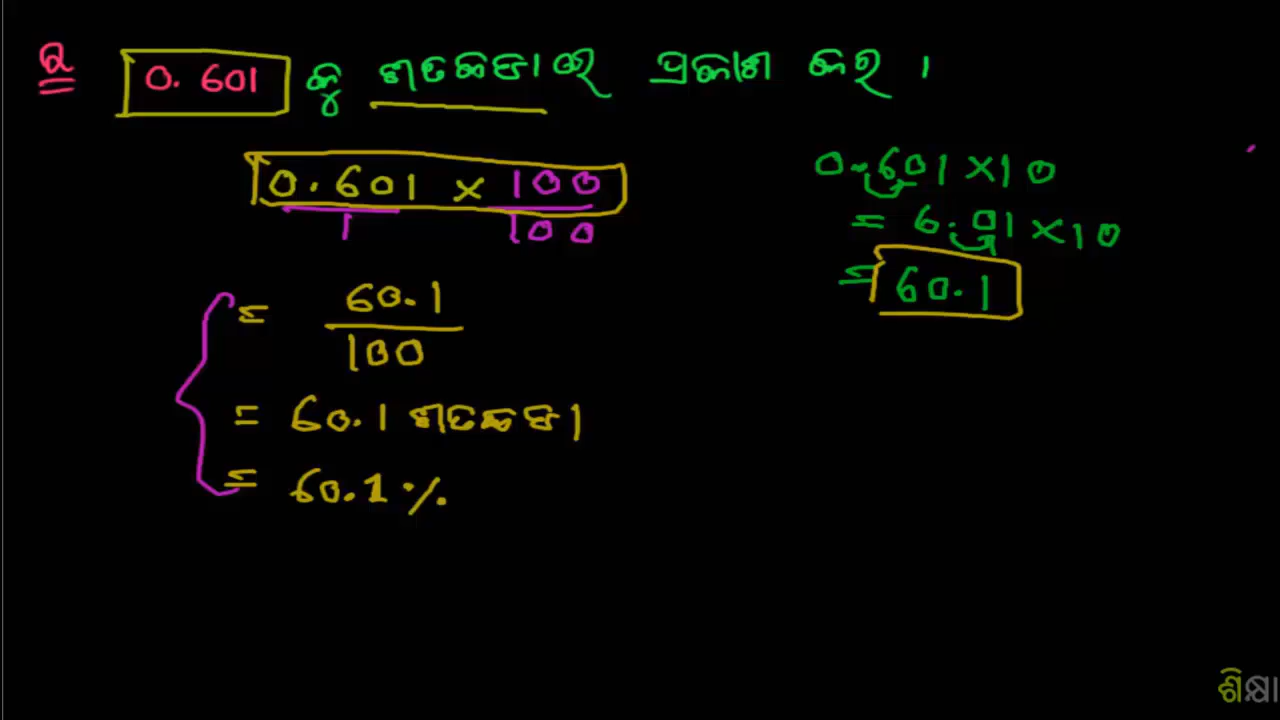 ଉ 0.601 କୁ ଶତକଡ଼ାରେ ପ୍ରକାଶ କର ।
0.601 × 100
1 100
= 60.1
100
= 60.1 ଶତକଡ଼ା
= 60.1 %
0.601 × 10
= 6.01 × 10
= 60.1
ଶିକ୍ଷା